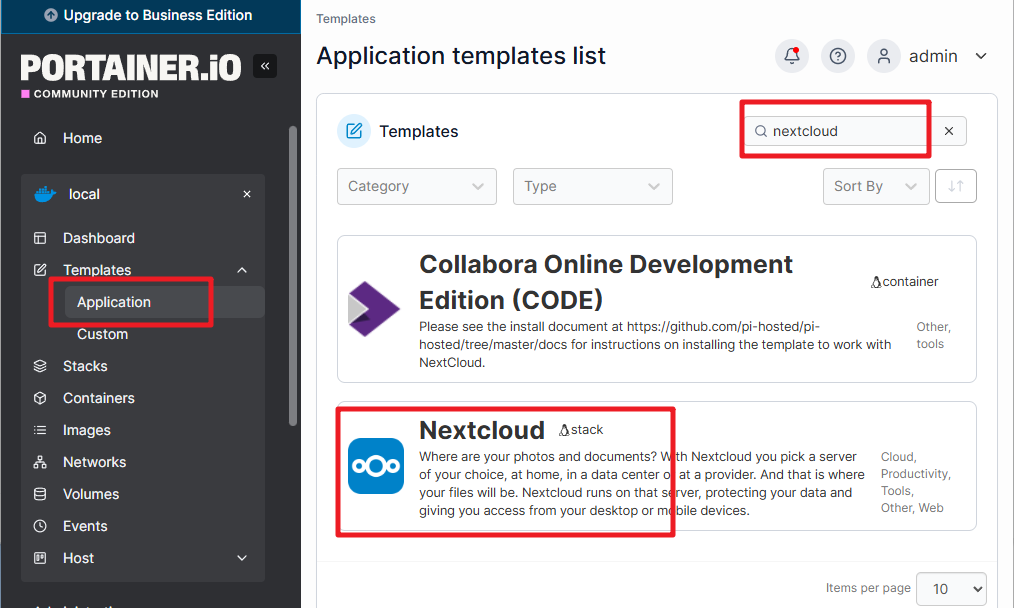 Upgrade to Business Edition
PORTAINER.iO
COMMUNITY EDITION
Home
local
Dashboard
Templates
Application
Custom
Stacks
Containers
Images
Networks
Volumes
Events
Host
Templates
Application templates list
admin
Templates
nextcloud
Category
Type
Sort By
Collabora Online Development
Edition (CODE)
container
Please see the install document at https://github.com/pi-hosted/pi-
hosted/tree/master/docs for instructions on installing the template to work with
NextCloud.
Other,
tools
Nextcloud
stack
Where are your photos and documents? With Nextcloud you pick a server
of your choice, at home, in a data center or at a provider. And that is where
your files will be. Nextcloud runs on that server, protecting your data and
giving you access from your desktop or mobile devices.
Cloud,
Productivity,
Tools,
Other, Web
Items per page
10